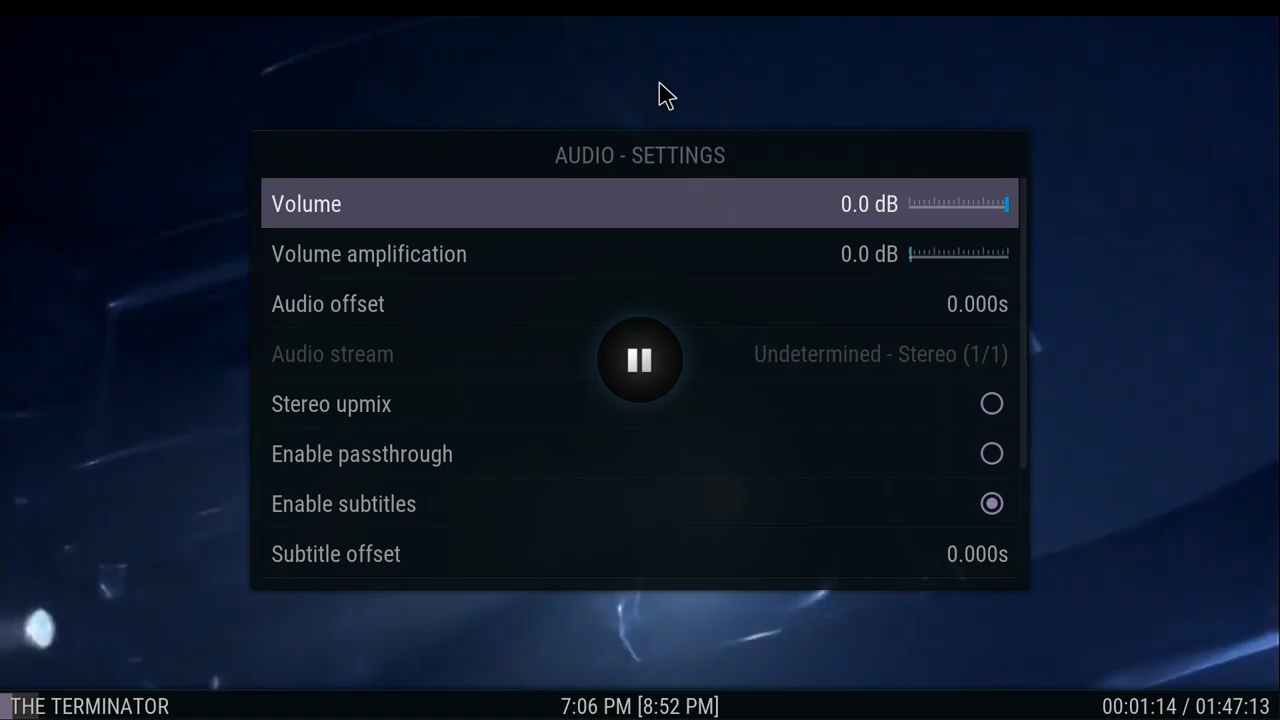 AUDIO - SETTINGS
Volume 0.0 dB
Volume amplification 0.0 dB
Audio offset 0.000s
Audio stream Undetermined - Stereo (1/1)
Stereo upmix
Enable passthrough
Enable subtitles
Subtitle offset 0.000s
THE TERMINATOR 7:06 PM [8:52 PM] 00:01:14 / 01:47:13